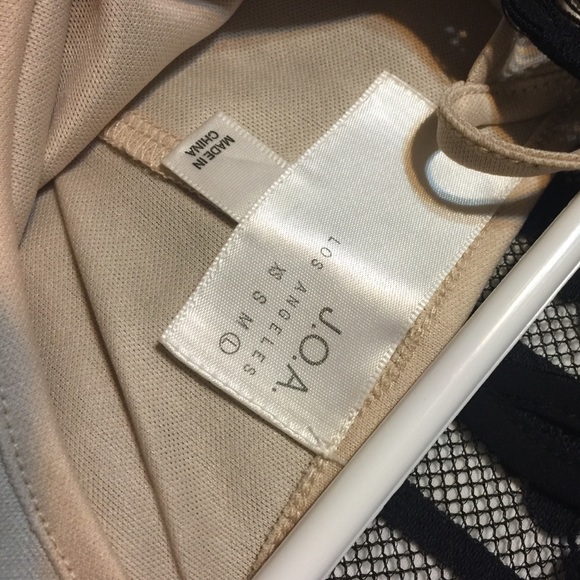 MADE IN
CHINA
J.O.A.
LOS ANGELES
XS S M L